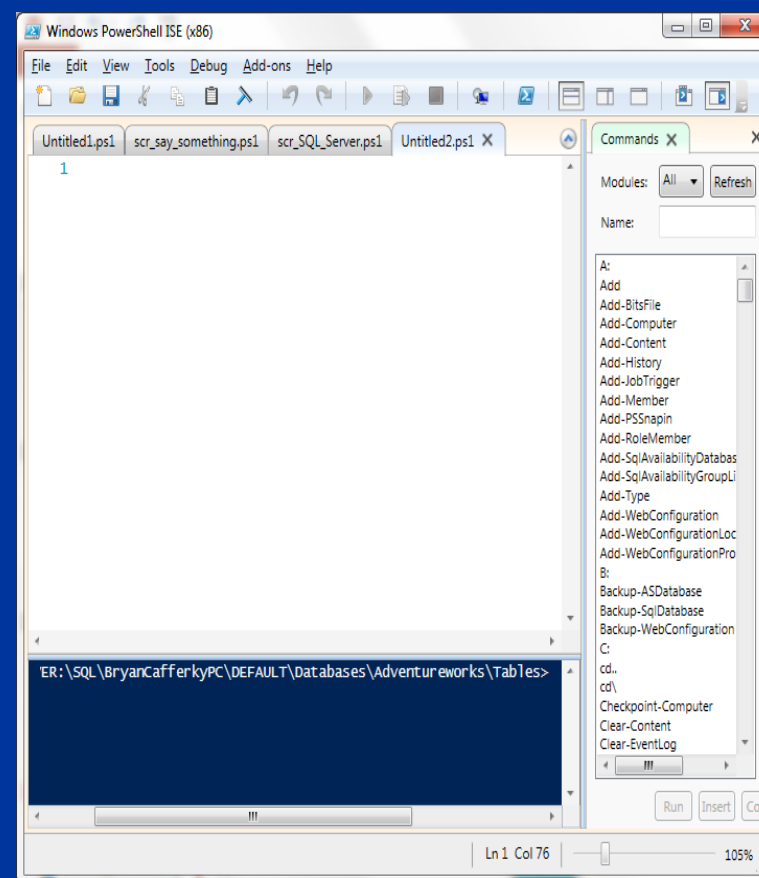 Windows PowerShell ISE (x86)
File Edit View Tools Debug Add-ons Help
Untitled1.ps1 scr_say_something.ps1 scr_SQL_Server.ps1 Untitled2.ps1 X
1
'ER:\SQL\BryanCafferkyPC\DEFAULT\Databases\Adventureworks\Tables>
Commands X
Modules: All Refresh
Name:
A:
Add
Add-BitsFile
Add-Computer
Add-Content
Add-History
Add-JobTrigger
Add-Member
Add-PSSnapin
Add-RoleMember
Add-SqlAvailabilityDatabas
Add-SqlAvailabilityGroupLi
Add-Type
Add-WebConfiguration
Add-WebConfigurationLoc
Add-WebConfigurationPro
B:
Backup-ASDatabase
Backup-SqlDatabase
Backup-WebConfiguration
C:
cd..
cd\
Checkpoint-Computer
Clear-Content
Clear-EventLog
Run Insert Co
Ln 1 Col 76 105%